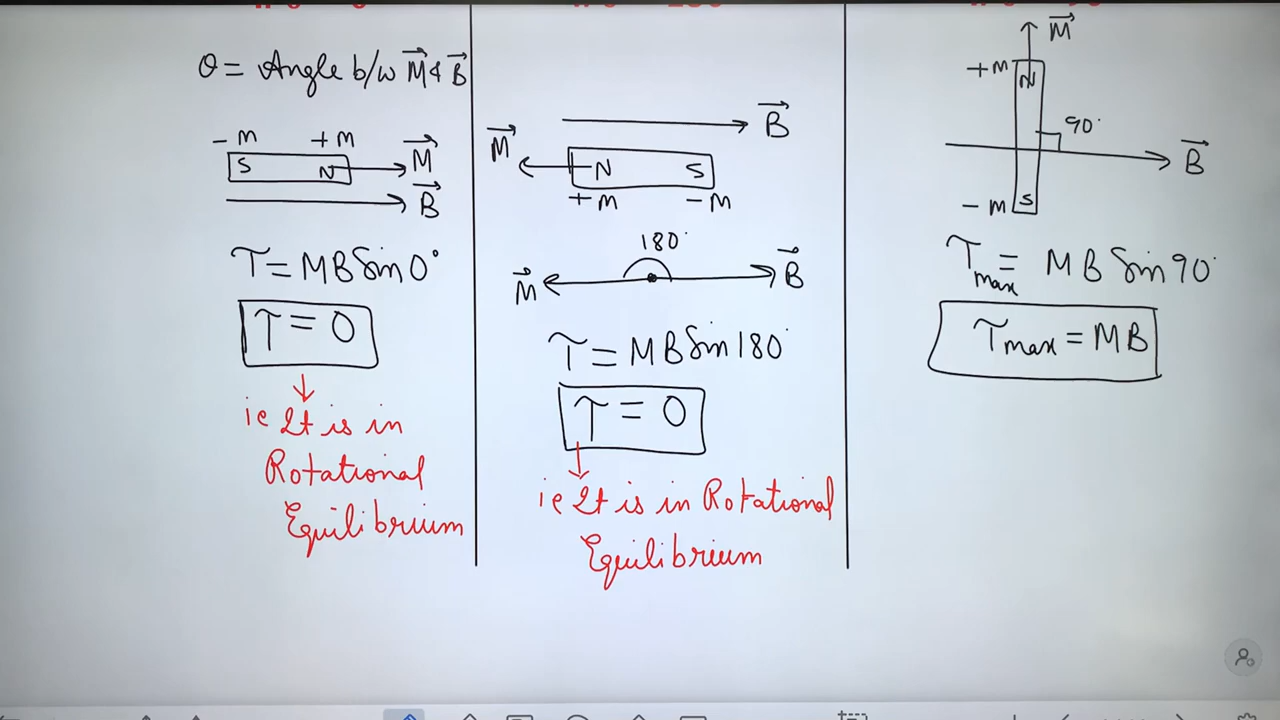 θ = Angle b/w M⃗ & B⃗
- m +m
S N M⃗
B⃗
τ = MB Sin 0°
τ = 0
ie It is in
Rotational
Equilibrium
B⃗
M⃗ N S
+m -m
180°
M⃗ B⃗
τ = MB Sin 180°
τ = 0
ie It is in Rotational
Equilibrium
M⃗
+m N
90°
B⃗
- m S
τmax = MB Sin 90°
τmax = MB